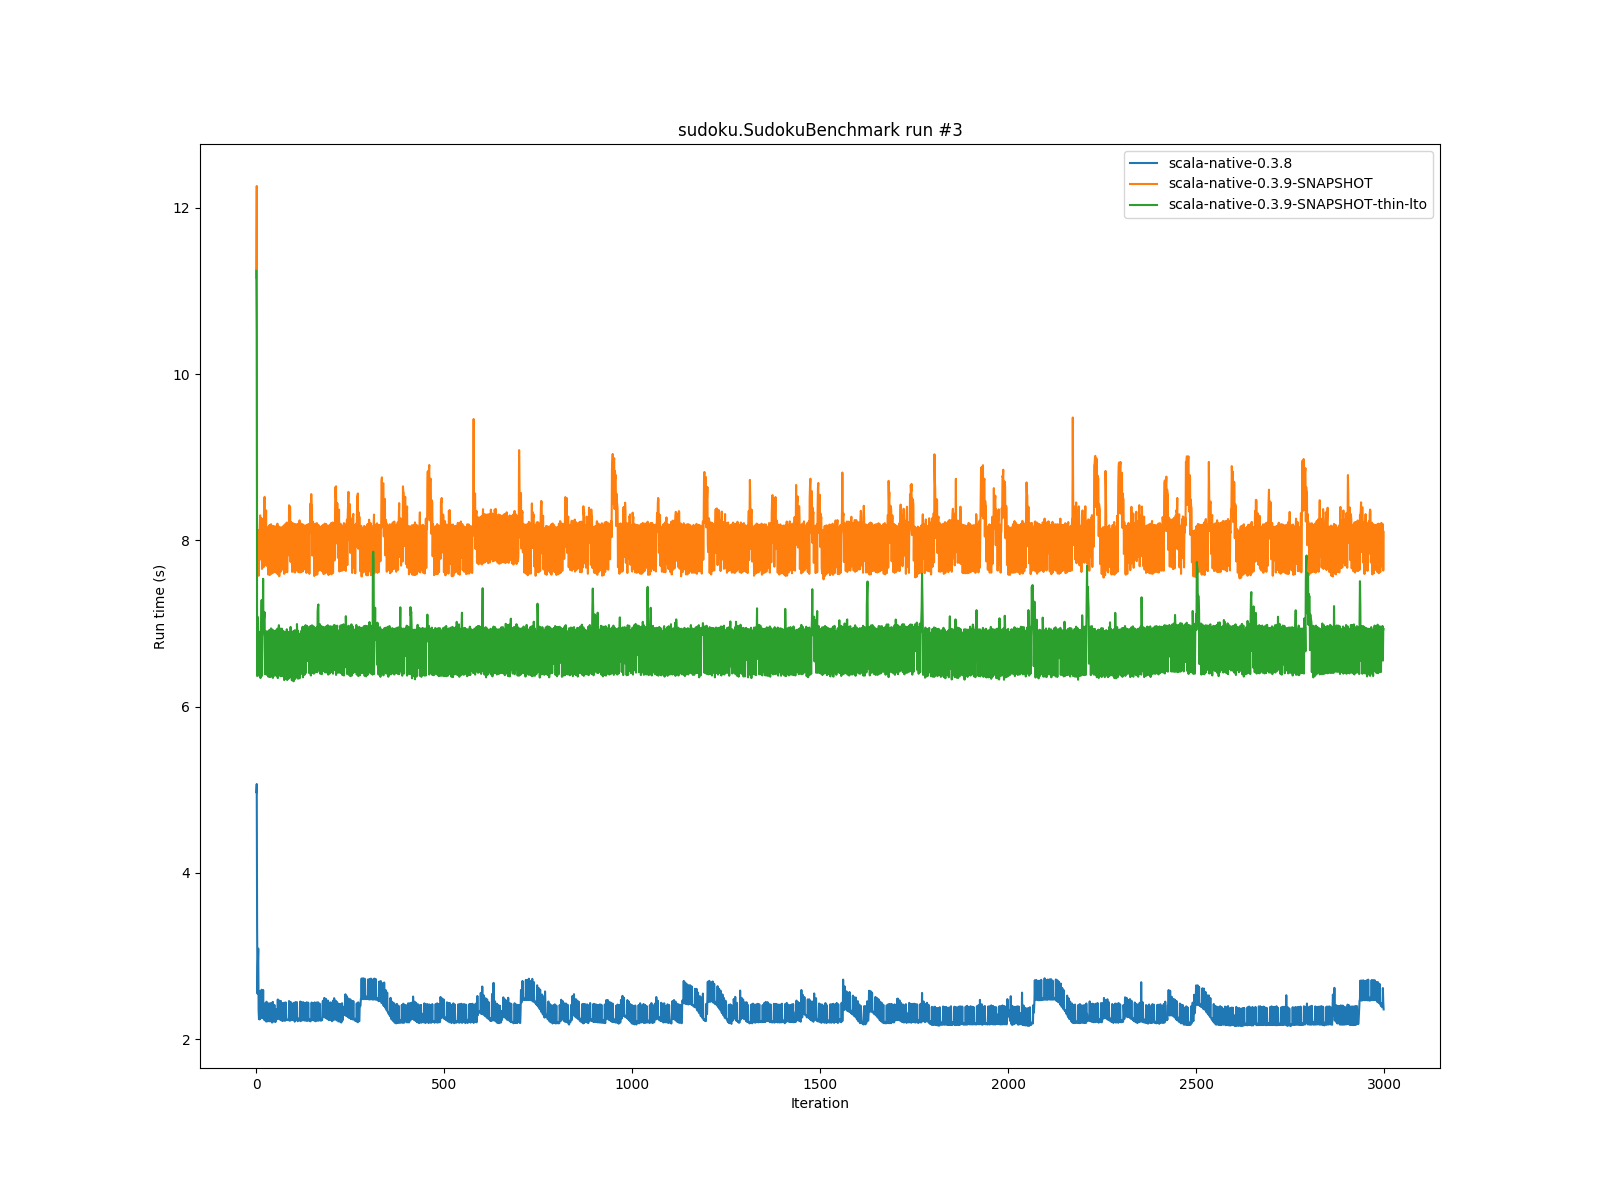 sudoku.SudokuBenchmark run #3
scala-native-0.3.8
scala-native-0.3.9-SNAPSHOT
scala-native-0.3.9-SNAPSHOT-thin-lto
12
10
8
6
4
2
Run time (s)
0
500
1000
1500
2000
2500
3000
Iteration